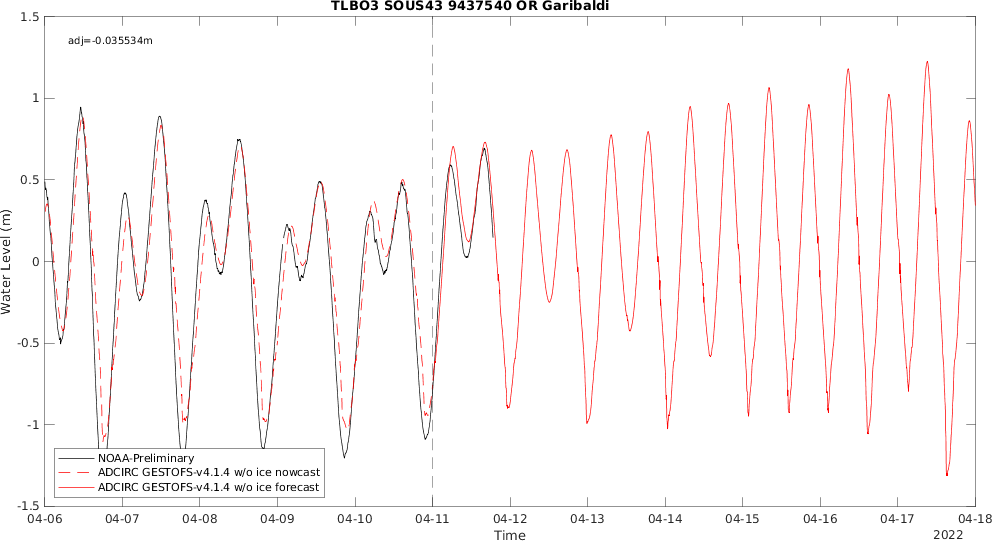 TLBO3 SOUS43 9437540 OR Garibaldi
adj=-0.035534m
1.5
1
0.5
0
-0.5
-1
-1.5
Water Level (m)
NOAA-Preliminary
ADCIRC GESTOFS-v4.1.4 w/o ice nowcast
ADCIRC GESTOFS-v4.1.4 w/o ice forecast
04-06 04-07 04-08 04-09 04-10 04-11 04-12 04-13 04-14 04-15 04-16 04-17 04-18
Time
2022